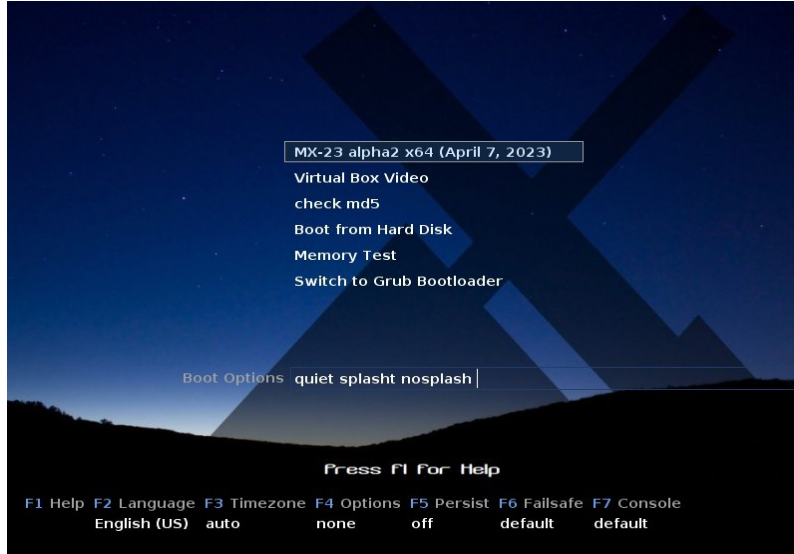 MX-23 alpha2 x64 (April 7, 2023)
Virtual Box Video
check md5
Boot from Hard Disk
Memory Test
Switch to Grub Bootloader
Boot Options quiet splasht nosplash
Press F1 For Help
F1 Help F2 Language F3 Timezone F4 Options F5 Persist F6 Failsafe F7 Console
English (US) auto none off default default